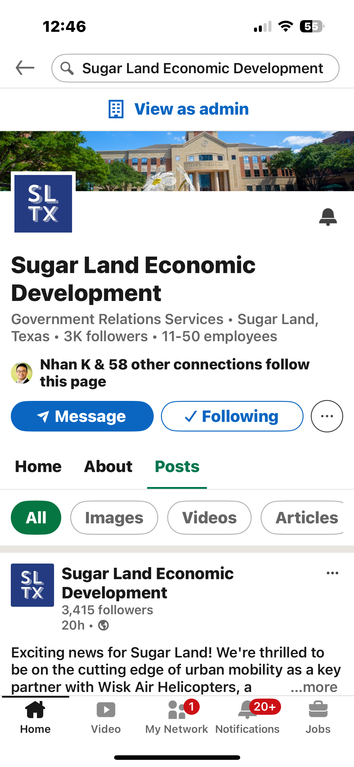 12:46
55
Sugar Land Economic Development
View as admin
SL
TX
Sugar Land Economic
Development
Government Relations Services • Sugar Land,
Texas • 3K followers • 11-50 employees
Nhan K & 58 other connections follow
this page
Message
Following
Home About Posts
All Images Videos Articles
SL
TX
Sugar Land Economic
Development
3,415 followers
20h •
Exciting news for Sugar Land! We're thrilled to
be on the cutting edge of urban mobility as a key
partner with Wisk Air Helicopters, a ...more
1 20+
Home Video My Network Notifications Jobs